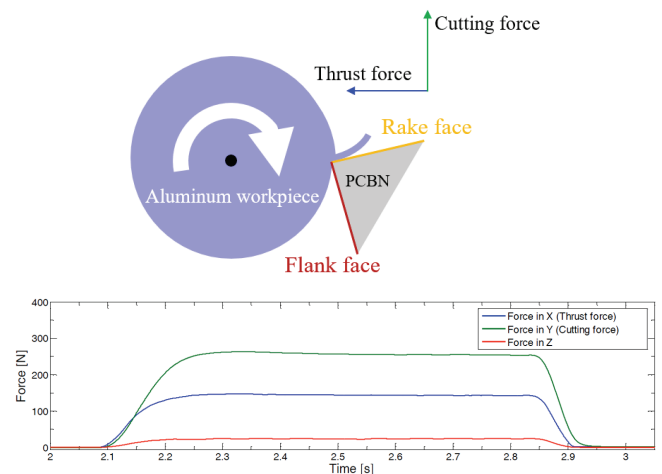 Cutting force
Thrust force
Rake face
PCBN
Aluminum workpiece
Flank face
400
300
200
100
0
Force [N]
Force in X (Thrust force)
Force in Y (Cutting force)
Force in Z
2 2.1 2.2 2.3 2.4 2.5 2.6 2.7 2.8 2.9 3
Time [s]